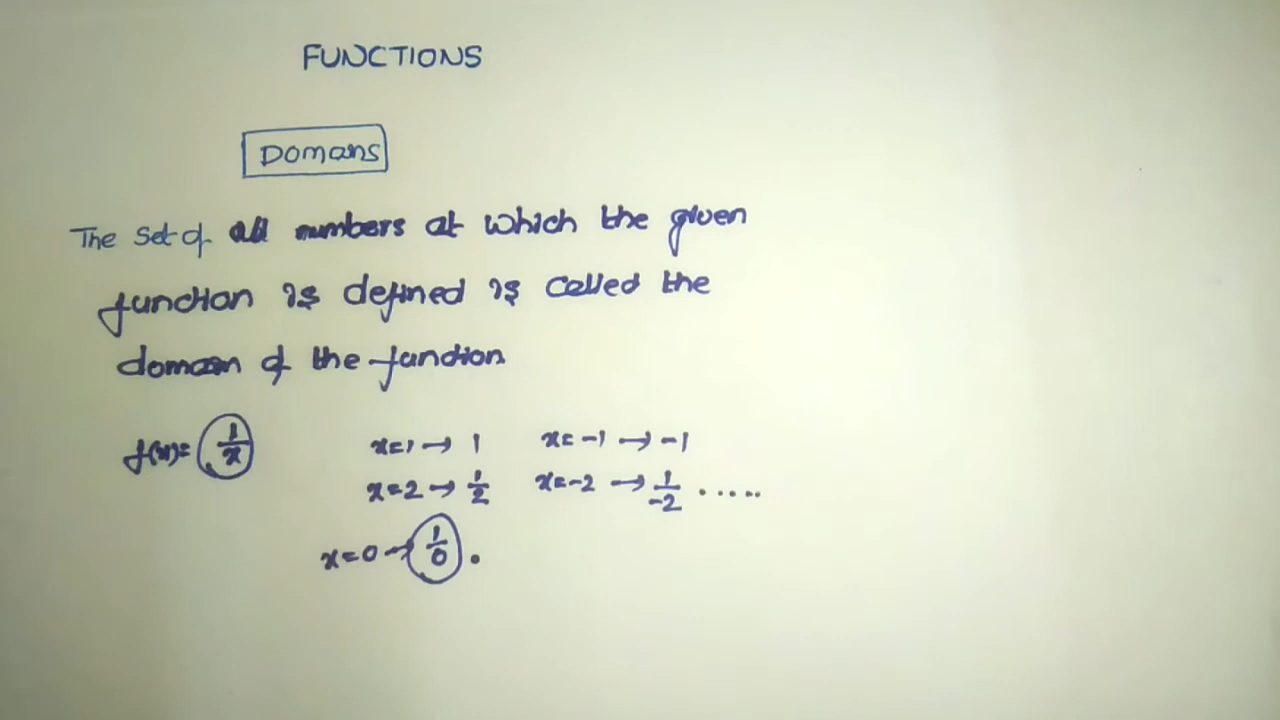 FUNCTIONS
Domans
The set of all numbers at which the given
function is defined is called the
domain of the function
f(x)= 1/x x=1 → 1 x=-1 → -1
x=2 → 1/2 x=-2 → 1/-2 .....
x=0 → 1/0 .